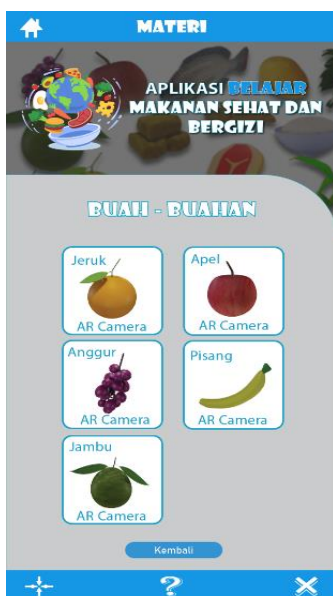 MATERI
APLIKASI BELAJAR
MAKANAN SEHAT DAN
BERGIZI
BUAH - BUAHAN
Jeruk
AR Camera
Apel
AR Camera
Anggur
AR Camera
Pisang
AR Camera
Jambu
AR Camera
Kembali
?